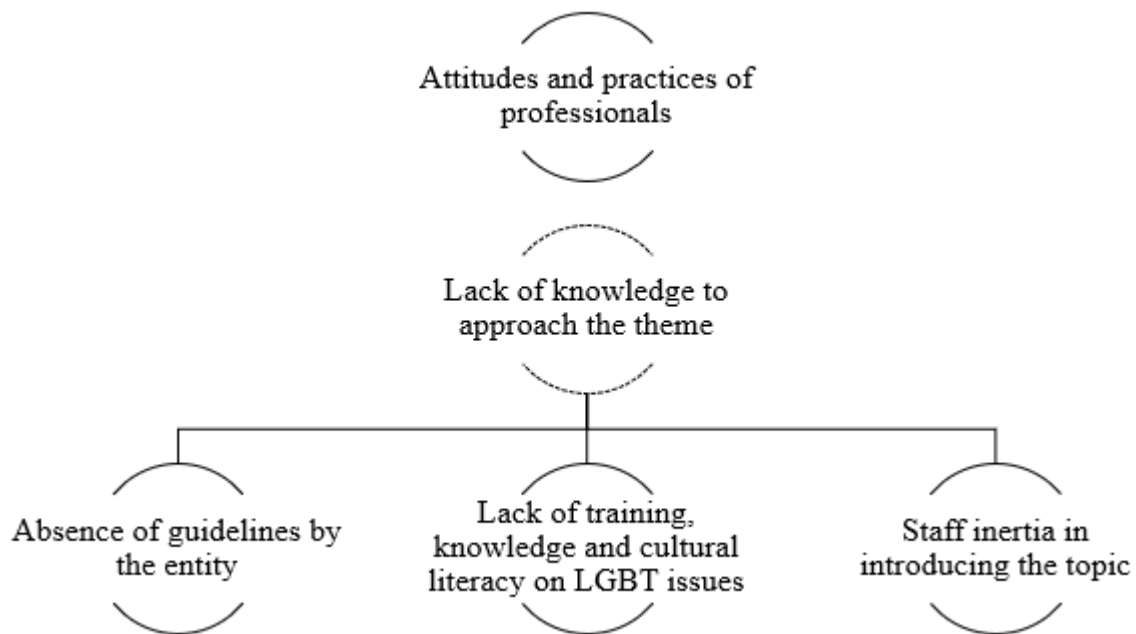 Attitudes and practices of
professionals
Lack of knowledge to
approach the theme
Absence of guidelines by
the entity
Lack of training,
knowledge and cultural
literacy on LGBT issues
Staff inertia in
introducing the topic